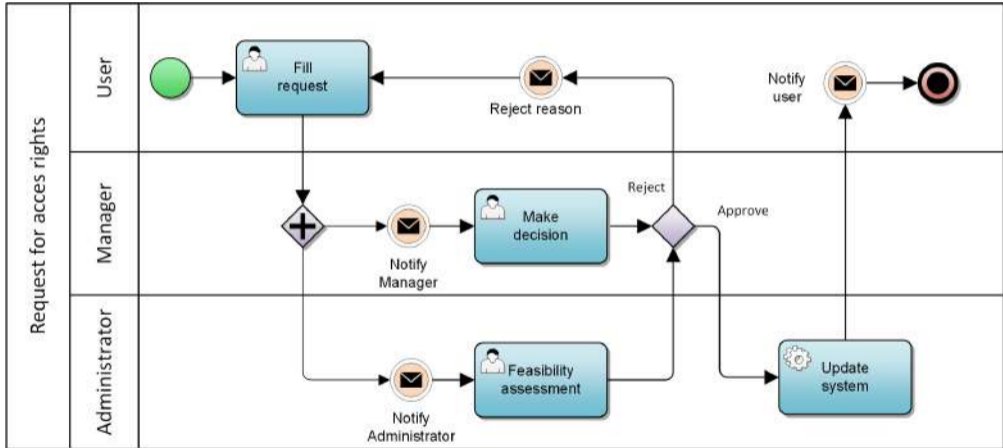 Request for acces rights
User
Fill
request
Reject reason
Notify
user
Manager
Notify
Manager
Make
decision
Reject
Approve
Administrator
Notify
Administrator
Feasibility
assessment
Update
system